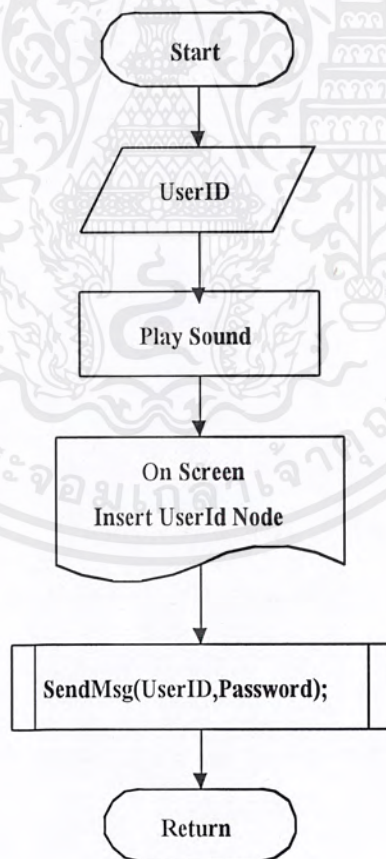 Start
UserID
Play Sound
On Screen
Insert UserId Node
SendMsg(UserID,Password);
Return